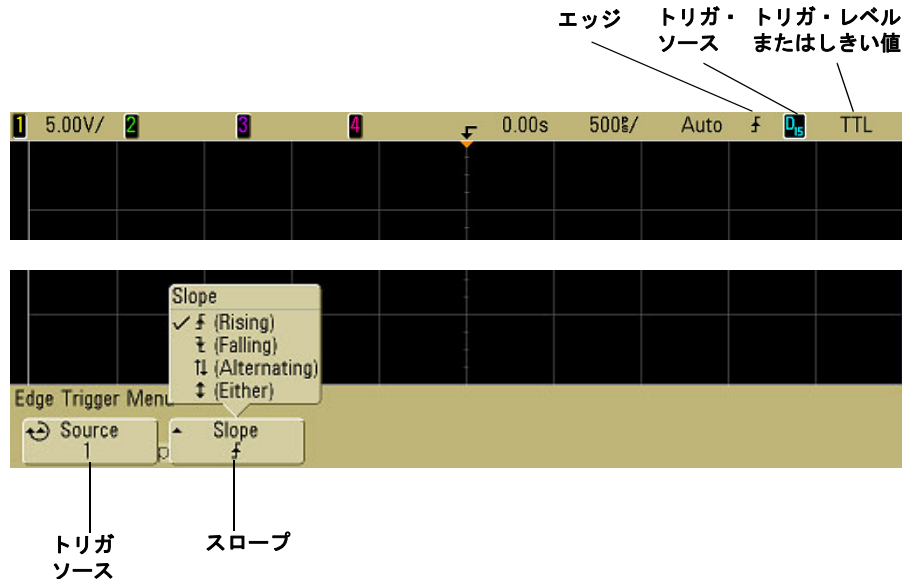 エッジ
トリガ・
ソース
トリガ・レベル
またはしきい値
1 5.00V/ 2 3 4 0.00s 500㎱/ Auto D15 TTL
Slope
(Rising)
(Falling)
(Alternating)
(Either)
Edge Trigger Menu
Source
1
Slope
トリガ
ソース
スロープ